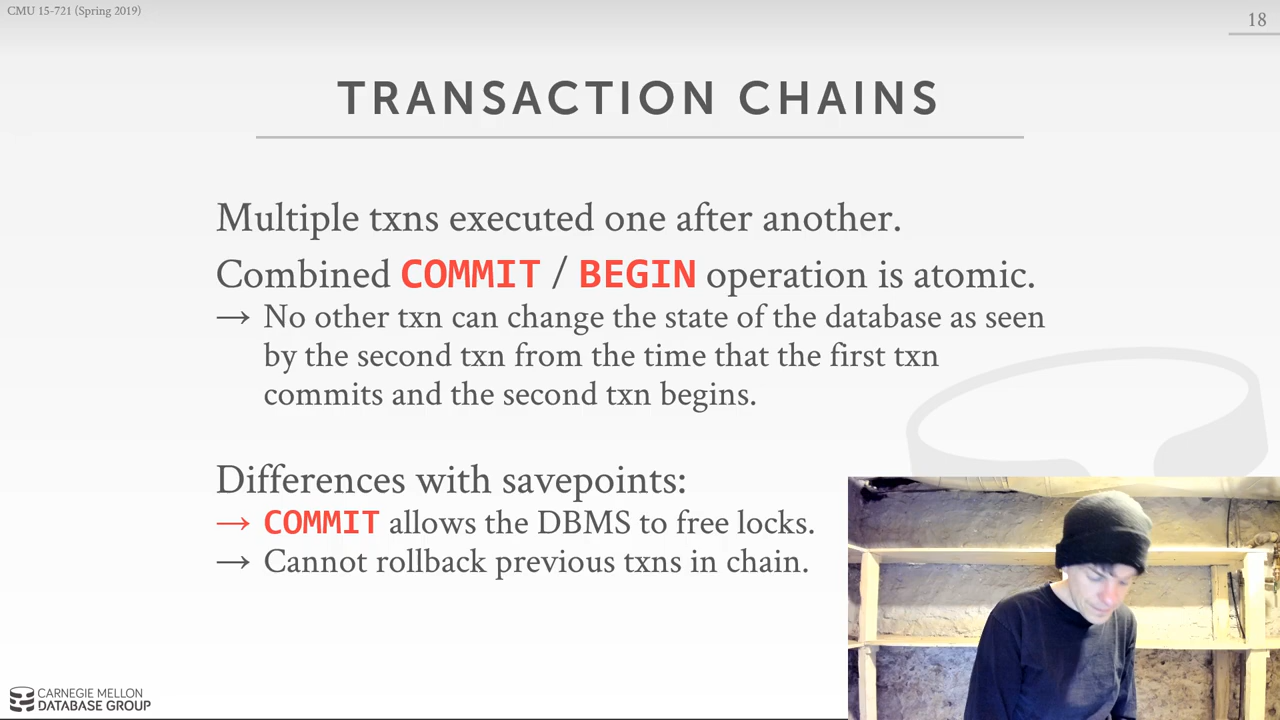 CMU 15-721 (Spring 2019)
18
TRANSACTION CHAINS
Multiple txns executed one after another.
Combined COMMIT / BEGIN operation is atomic.
→ No other txn can change the state of the database as seen
by the second txn from the time that the first txn
commits and the second txn begins.
Differences with savepoints:
→ COMMIT allows the DBMS to free locks.
→ Cannot rollback previous txns in chain.
CARNEGIE MELLON
DATABASE GROUP